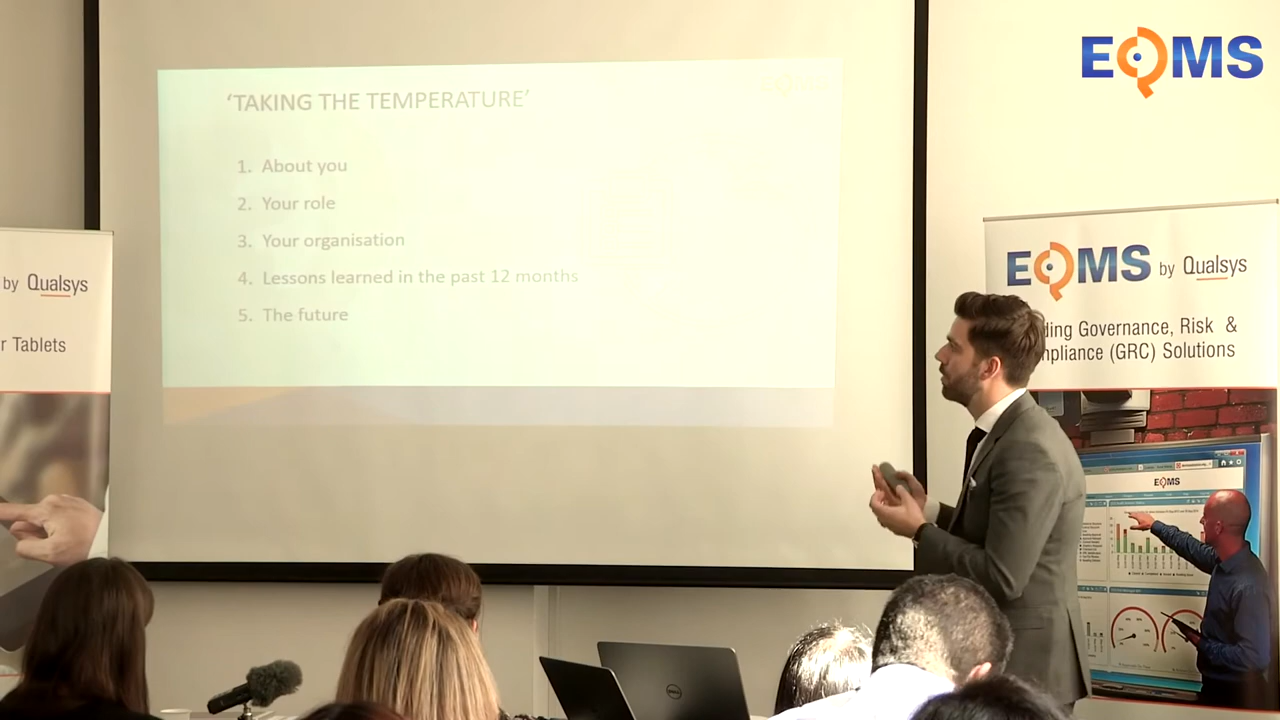 EQMS
'TAKING THE TEMPERATURE'
1. About you
2. Your role
3. Your organisation
4. Lessons learned in the past 12 months
5. The future
by Qualsys
r Tablets
EQMS by Qualsys
ding Governance, Risk &
mpliance (GRC) Solutions
EQMS
DELL